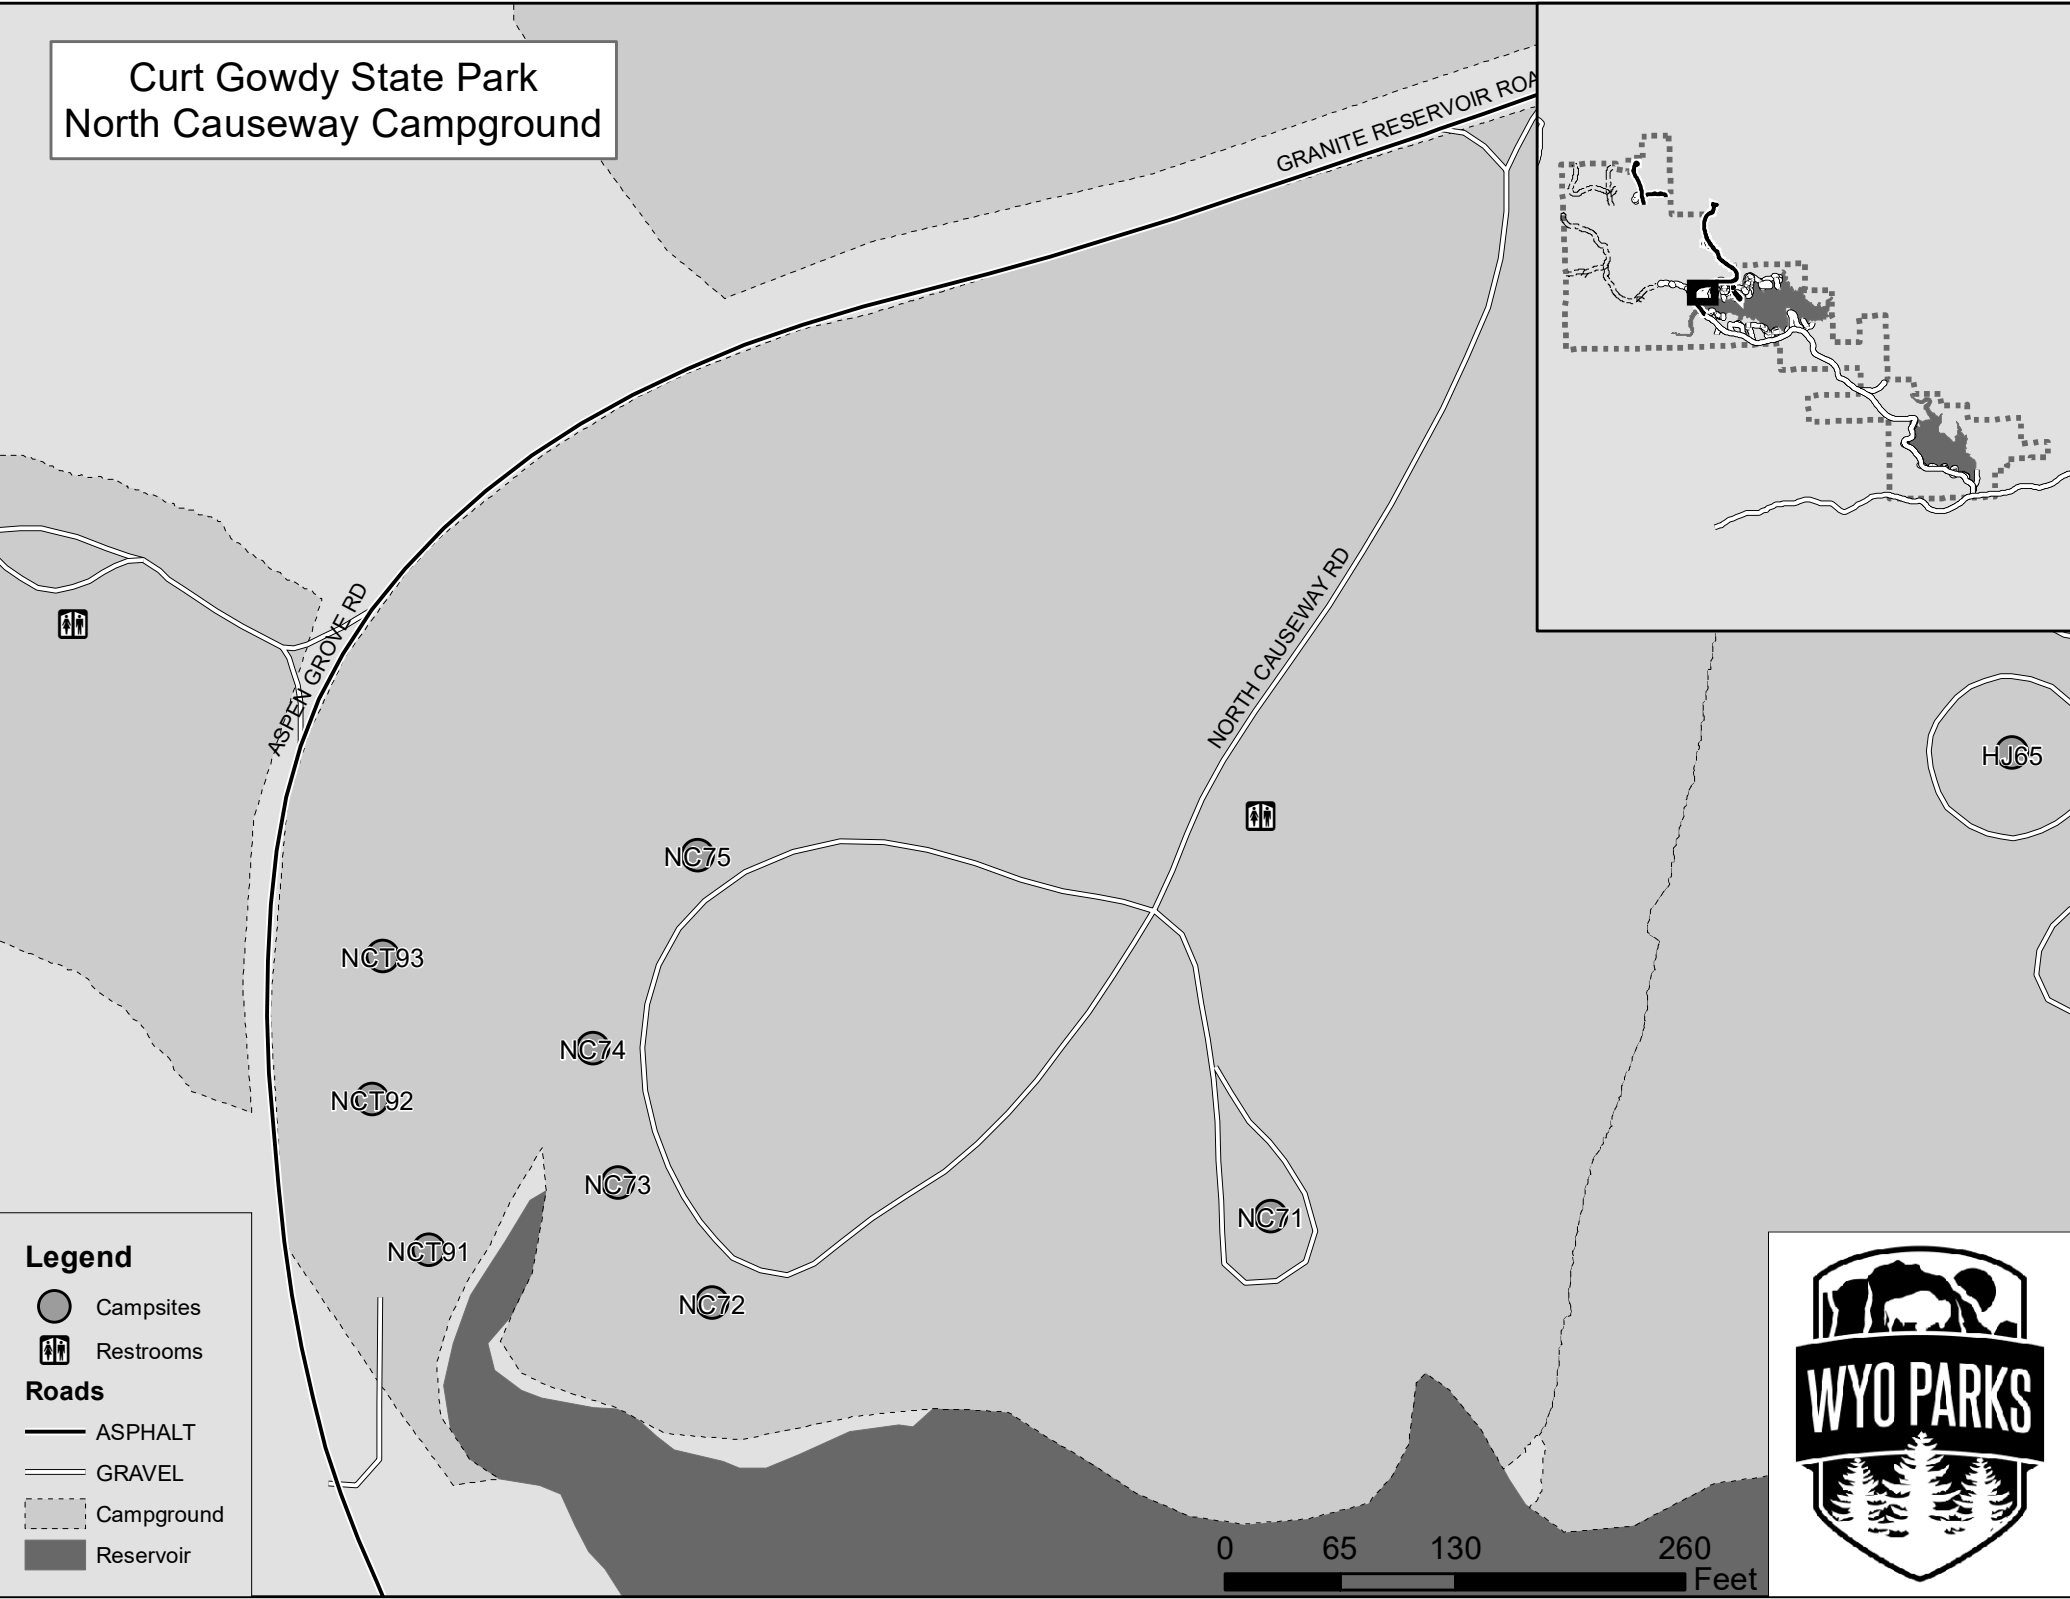 Curt Gowdy State Park
North Causeway Campground
GRANITE RESERVOIR ROA
ASPEN GROVE RD
NORTH CAUSEWAY RD
HJ65
NC75
NCT93
NC74
NCT92
NC73
NC71
NCT91
NC72
Legend
Campsites
Restrooms
Roads
ASPHALT
GRAVEL
Campground
Reservoir
0 65 130 260
Feet
WYO PARKS